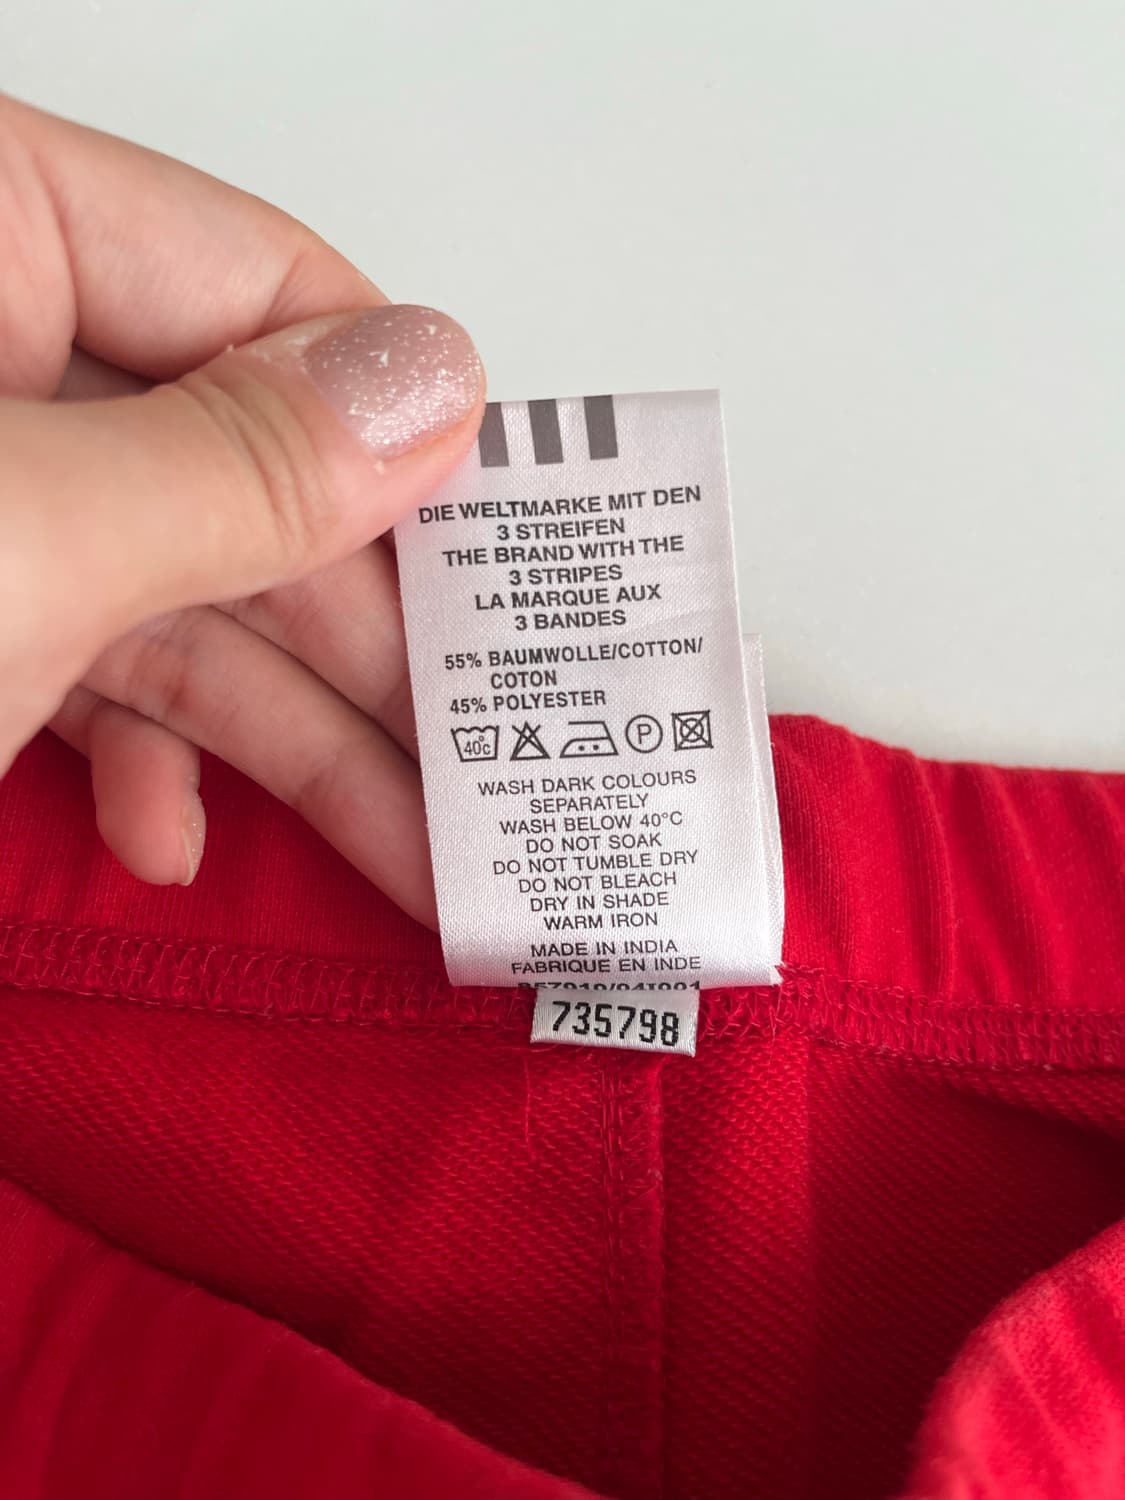 DIE WELTMARKE MIT DEN
3 STREIFEN
THE BRAND WITH THE
3 STRIPES
LA MARQUE AUX
3 BANDES
55% BAUMWOLLE/COTTON/
COTON
45% POLYESTER
40°C P
WASH DARK COLOURS
SEPARATELY
WASH BELOW 40°C
DO NOT SOAK
DO NOT TUMBLE DRY
DO NOT BLEACH
DRY IN SHADE
WARM IRON
MADE IN INDIA
FABRIQUE EN INDE
735798